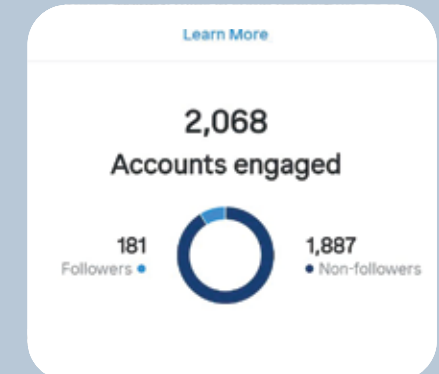 Learn More
2,068
Accounts engaged
181
Followers
1,887
Non-followers